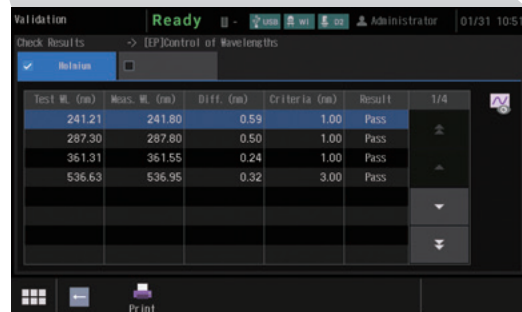 Validation Ready - USB WI D2 Administrator 01/31 10:51
Check Results -> [EP]Control of Wavelengths
Holmium
Test WL (nm) Meas. WL (nm) Diff. (nm) Criteria (nm) Result 1/4
241.21 241.80 0.59 1.00 Pass
287.30 287.80 0.50 1.00 Pass
361.31 361.55 0.24 1.00 Pass
536.63 536.95 0.32 3.00 Pass
Print